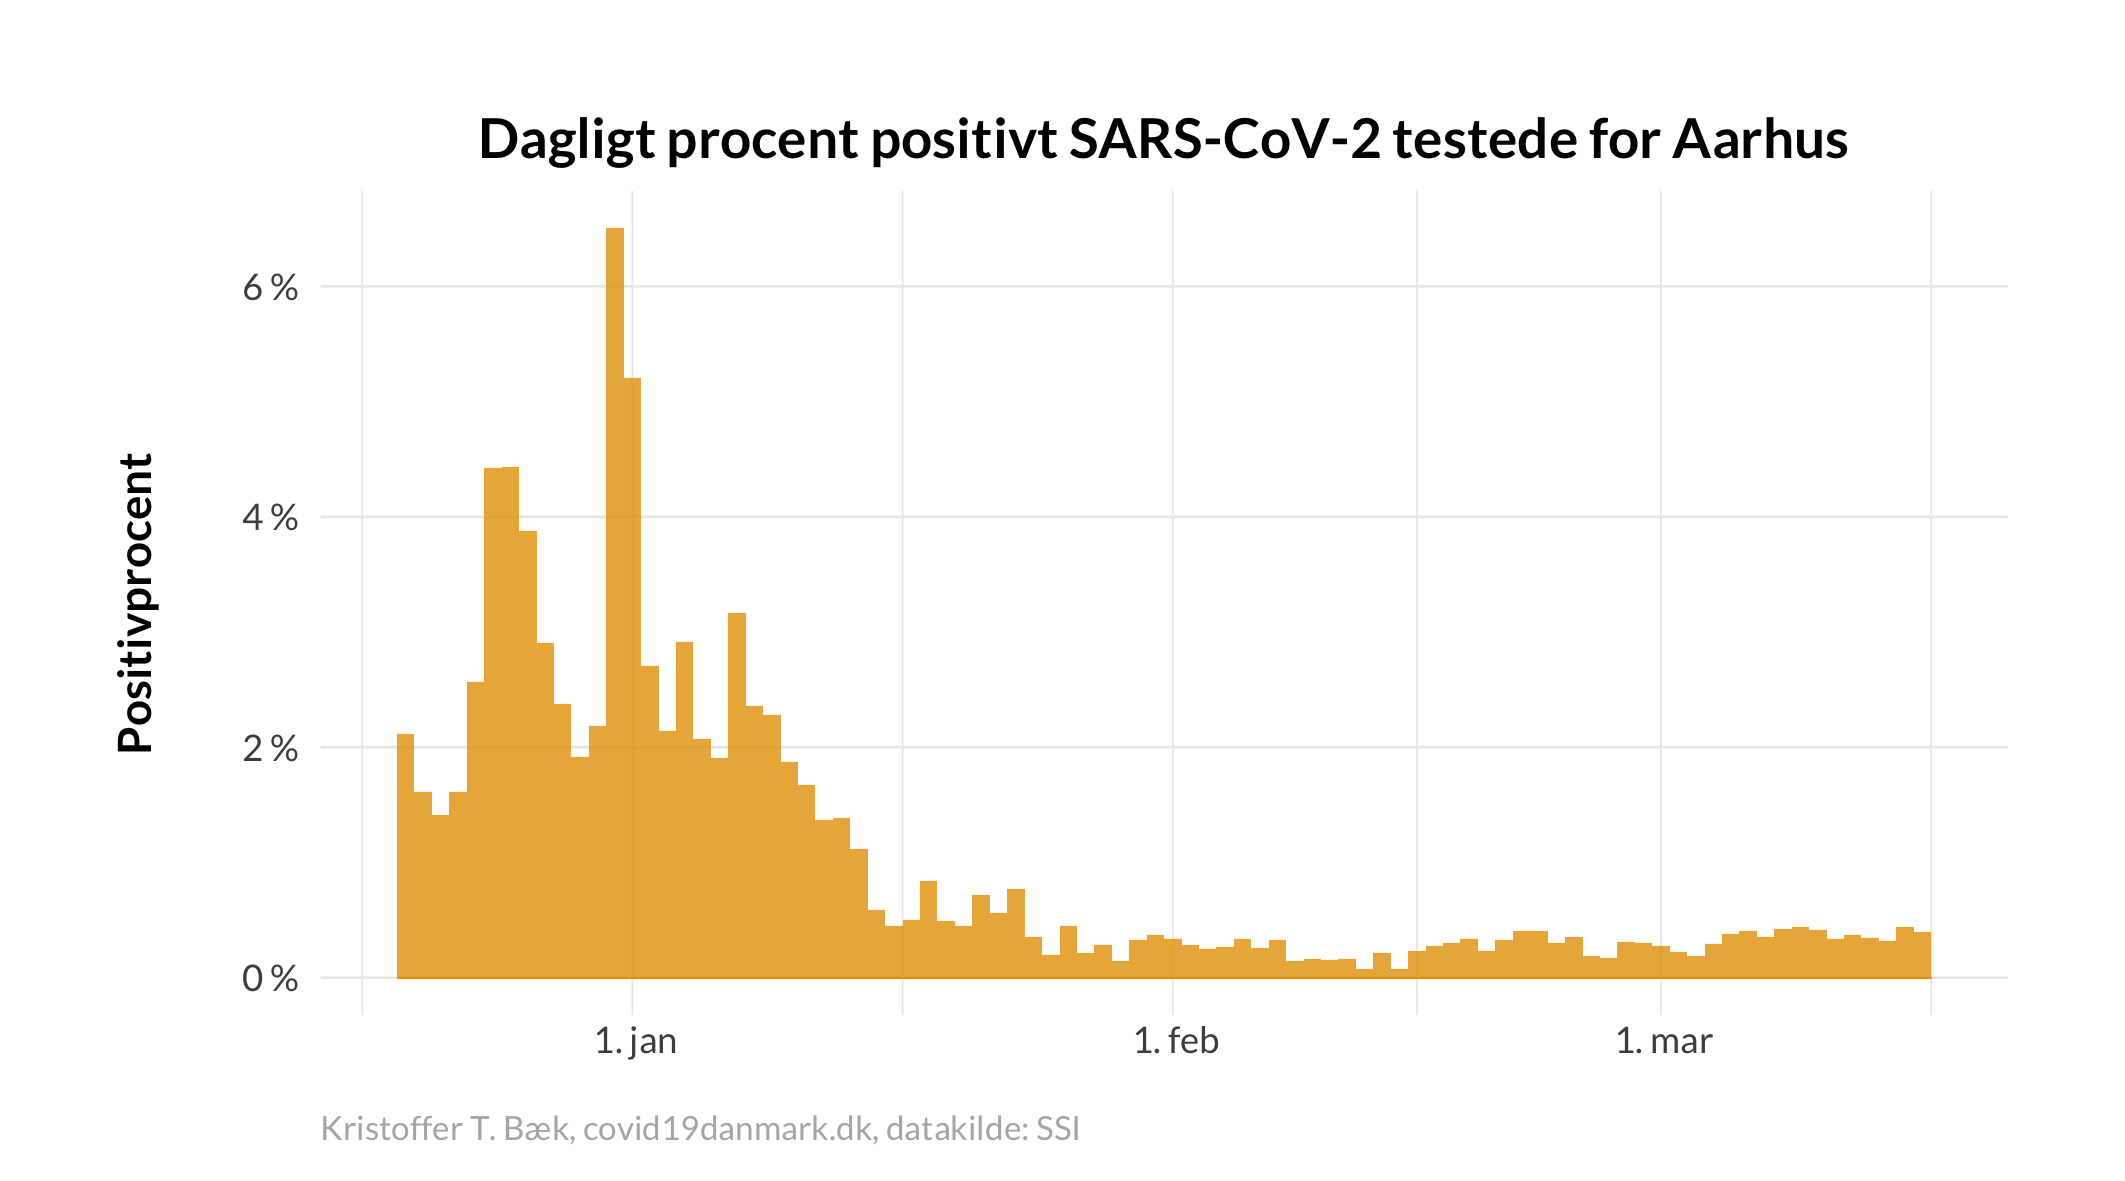 Dagligt procent positivt SARS-CoV-2 testede for Aarhus
Positivprocent
6 %
4 %
2 %
0 %
1. jan
1. feb
1. mar
Kristoffer T. Bæk, covid19danmark.dk, datakilde: SSI